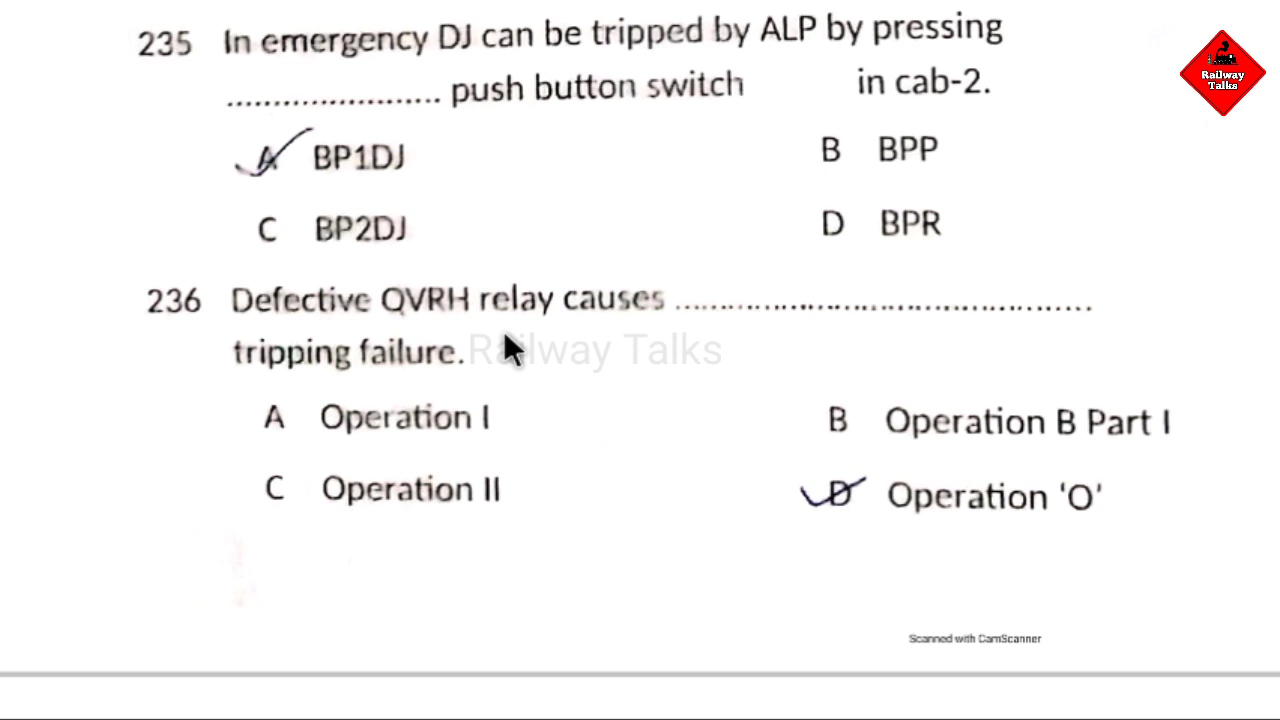 235 In emergency DJ can be tripped by ALP by pressing
........................ push button switch in cab-2.
A BP1DJ B BPP
C BP2DJ D BPR
236 Defective QVRH relay causes .............................................
tripping failure.
A Operation I B Operation B Part I
C Operation II D Operation 'O'
Railway Talks
Railway
Talks
Scanned with CamScanner